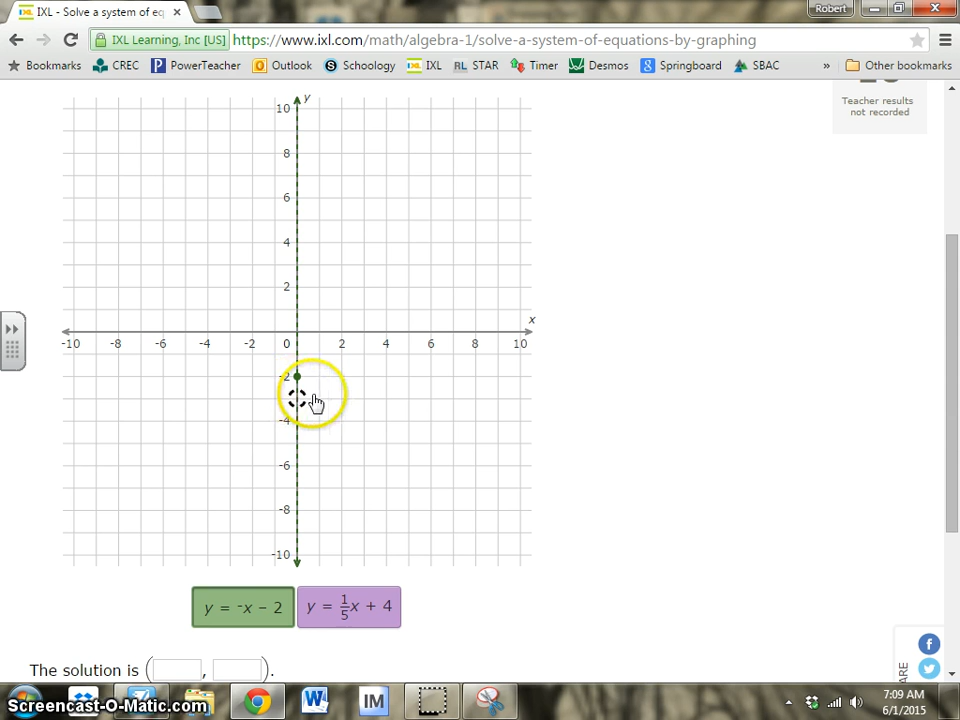 IXL - Solve a system of eq
Robert
IXL Learning, Inc [US] https://www.ixl.com/math/algebra-1/solve-a-system-of-equations-by-graphing
Bookmarks CREC PowerTeacher Outlook Schoology IXL RL STAR Timer Desmos Springboard SBAC » Other bookmarks
Teacher results
not recorded
y
10
8
6
4
2
x
-10 -8 -6 -4 -2 0 2 4 6 8 10
-2
-4
-6
-8
-10
y = -x - 2 y = 1/5 x + 4
The solution is ( , ).
ARE
W IM
7:09 AM
6/1/2015
Screencast-O-Matic.com